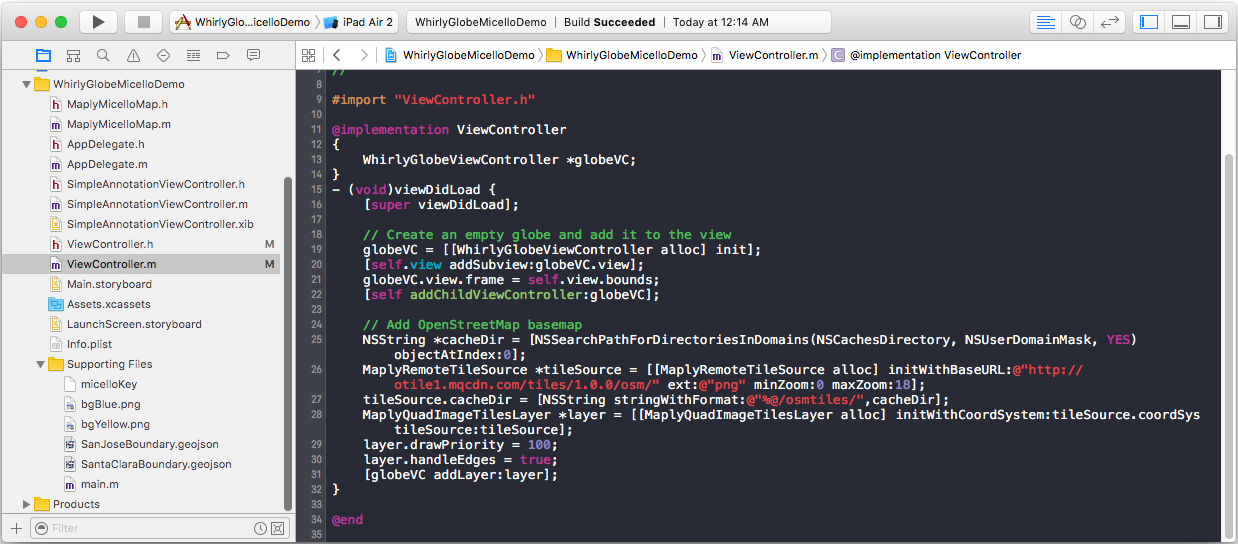 WhirlyGlo...icelloDemo
iPad Air 2
WhirlyGlobeMicelloDemo | Build Succeeded | Today at 12:14 AM
WhirlyGlobeMicelloDemo
WhirlyGlobeMicelloDemo
ViewController.m
C @implementation ViewController
WhirlyGlobeMicelloDemo
h MaplyMicelloMap.h
m MaplyMicelloMap.m
h AppDelegate.h
m AppDelegate.m
h SimpleAnnotationViewController.h
m SimpleAnnotationViewController.m
SimpleAnnotationViewController.xib
h ViewController.h M
m ViewController.m M
Main.storyboard
Assets.xcassets
LaunchScreen.storyboard
Info.plist
Supporting Files
micelloKey
bgBlue.png
bgYellow.png
SanJoseBoundary.geojson
SantaClaraBoundary.geojson
m main.m
Products
Filter
7 //
8
9 #import "ViewController.h"
10
11 @implementation ViewController
12 {
13 WhirlyGlobeViewController *globeVC;
14 }
15 - (void)viewDidLoad {
16 [super viewDidLoad];
17
18 // Create an empty globe and add it to the view
19 globeVC = [[WhirlyGlobeViewController alloc] init];
20 [self.view addSubview:globeVC.view];
21 globeVC.view.frame = self.view.bounds;
22 [self addChildViewController:globeVC];
23
24 // Add OpenStreetMap basemap
25 NSString *cacheDir = [NSSearchPathForDirectoriesInDomains(NSCachesDirectory, NSUserDomainMask, YES)
objectAtIndex:0];
26 MaplyRemoteTileSource *tileSource = [[MaplyRemoteTileSource alloc] initWithBaseURL:@"http://
otile1.mqcdn.com/tiles/1.0.0/osm/" ext:@"png" minZoom:0 maxZoom:18];
27 tileSource.cacheDir = [NSString stringWithFormat:@"%@/osmtiles/",cacheDir];
28 MaplyQuadImageTilesLayer *layer = [[MaplyQuadImageTilesLayer alloc] initWithCoordSystem:tileSource.coordSys
tileSource:tileSource];
29 layer.drawPriority = 100;
30 layer.handleEdges = true;
31 [globeVC addLayer:layer];
32 }
33
34 @end
35